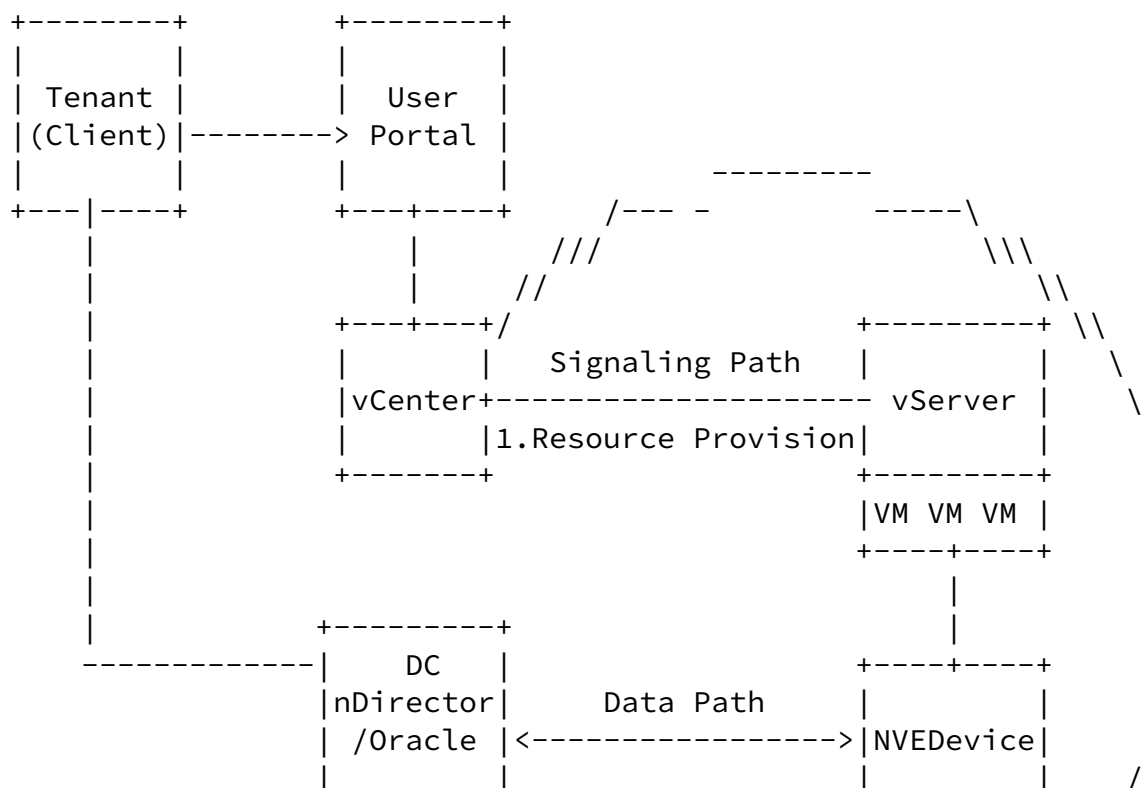 Tenant User
(Client) Portal
Signaling Path
vCenter vServer
1.Resource Provision
VM VM VM
DC
nDirector Data Path
/Oracle NVEDevice